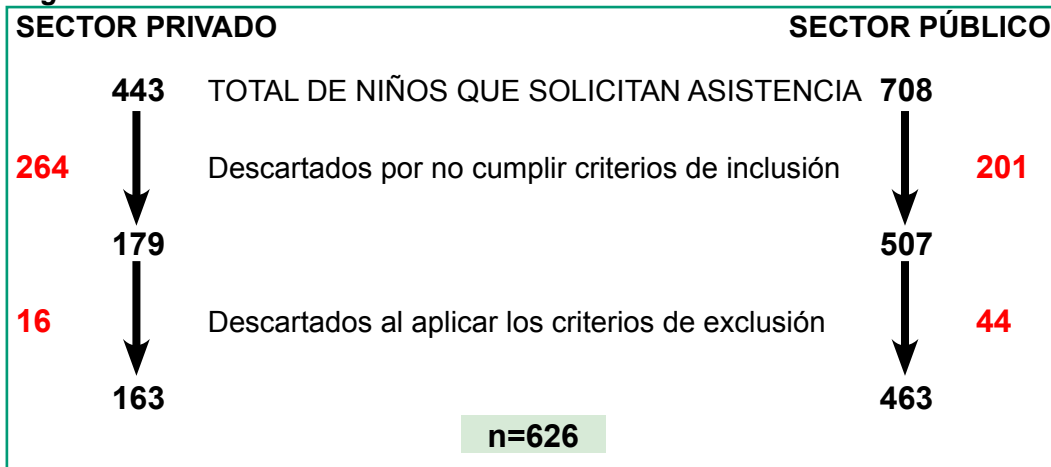 SECTOR PRIVADO SECTOR PÚBLICO
443 TOTAL DE NIÑOS QUE SOLICITAN ASISTENCIA 708
264 Descartados por no cumplir criterios de inclusión 201
179 507
16 Descartados al aplicar los criterios de exclusión 44
163 463
n=626